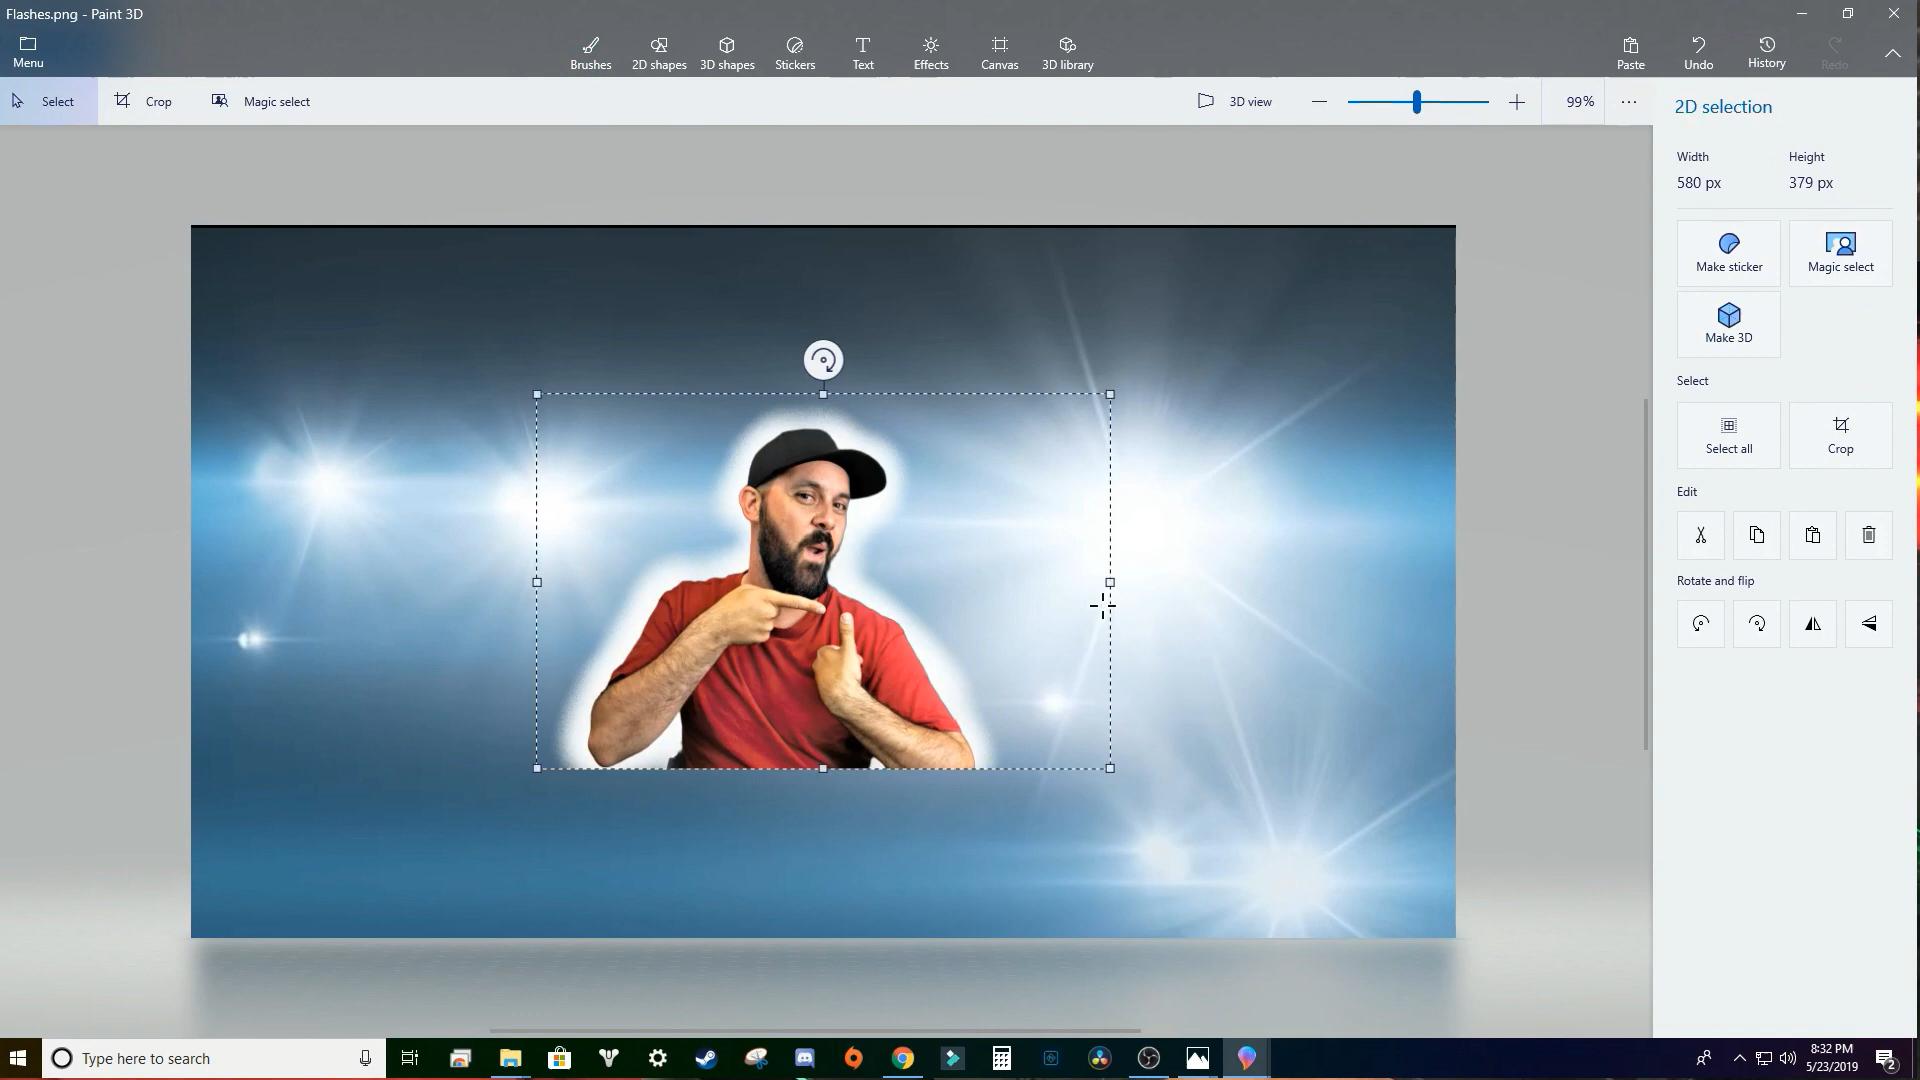 Flashes.png - Paint 3D
Menu
Brushes
2D shapes
3D shapes
Stickers
Text
Effects
Canvas
3D library
Paste
Undo
History
Redo
Select
Crop
Magic select
3D view
99%
2D selection
Width
Height
580 px
379 px
Make sticker
Magic select
Make 3D
Select
Select all
Crop
Edit
Rotate and flip
Type here to search
8:32 PM
5/23/2019
2